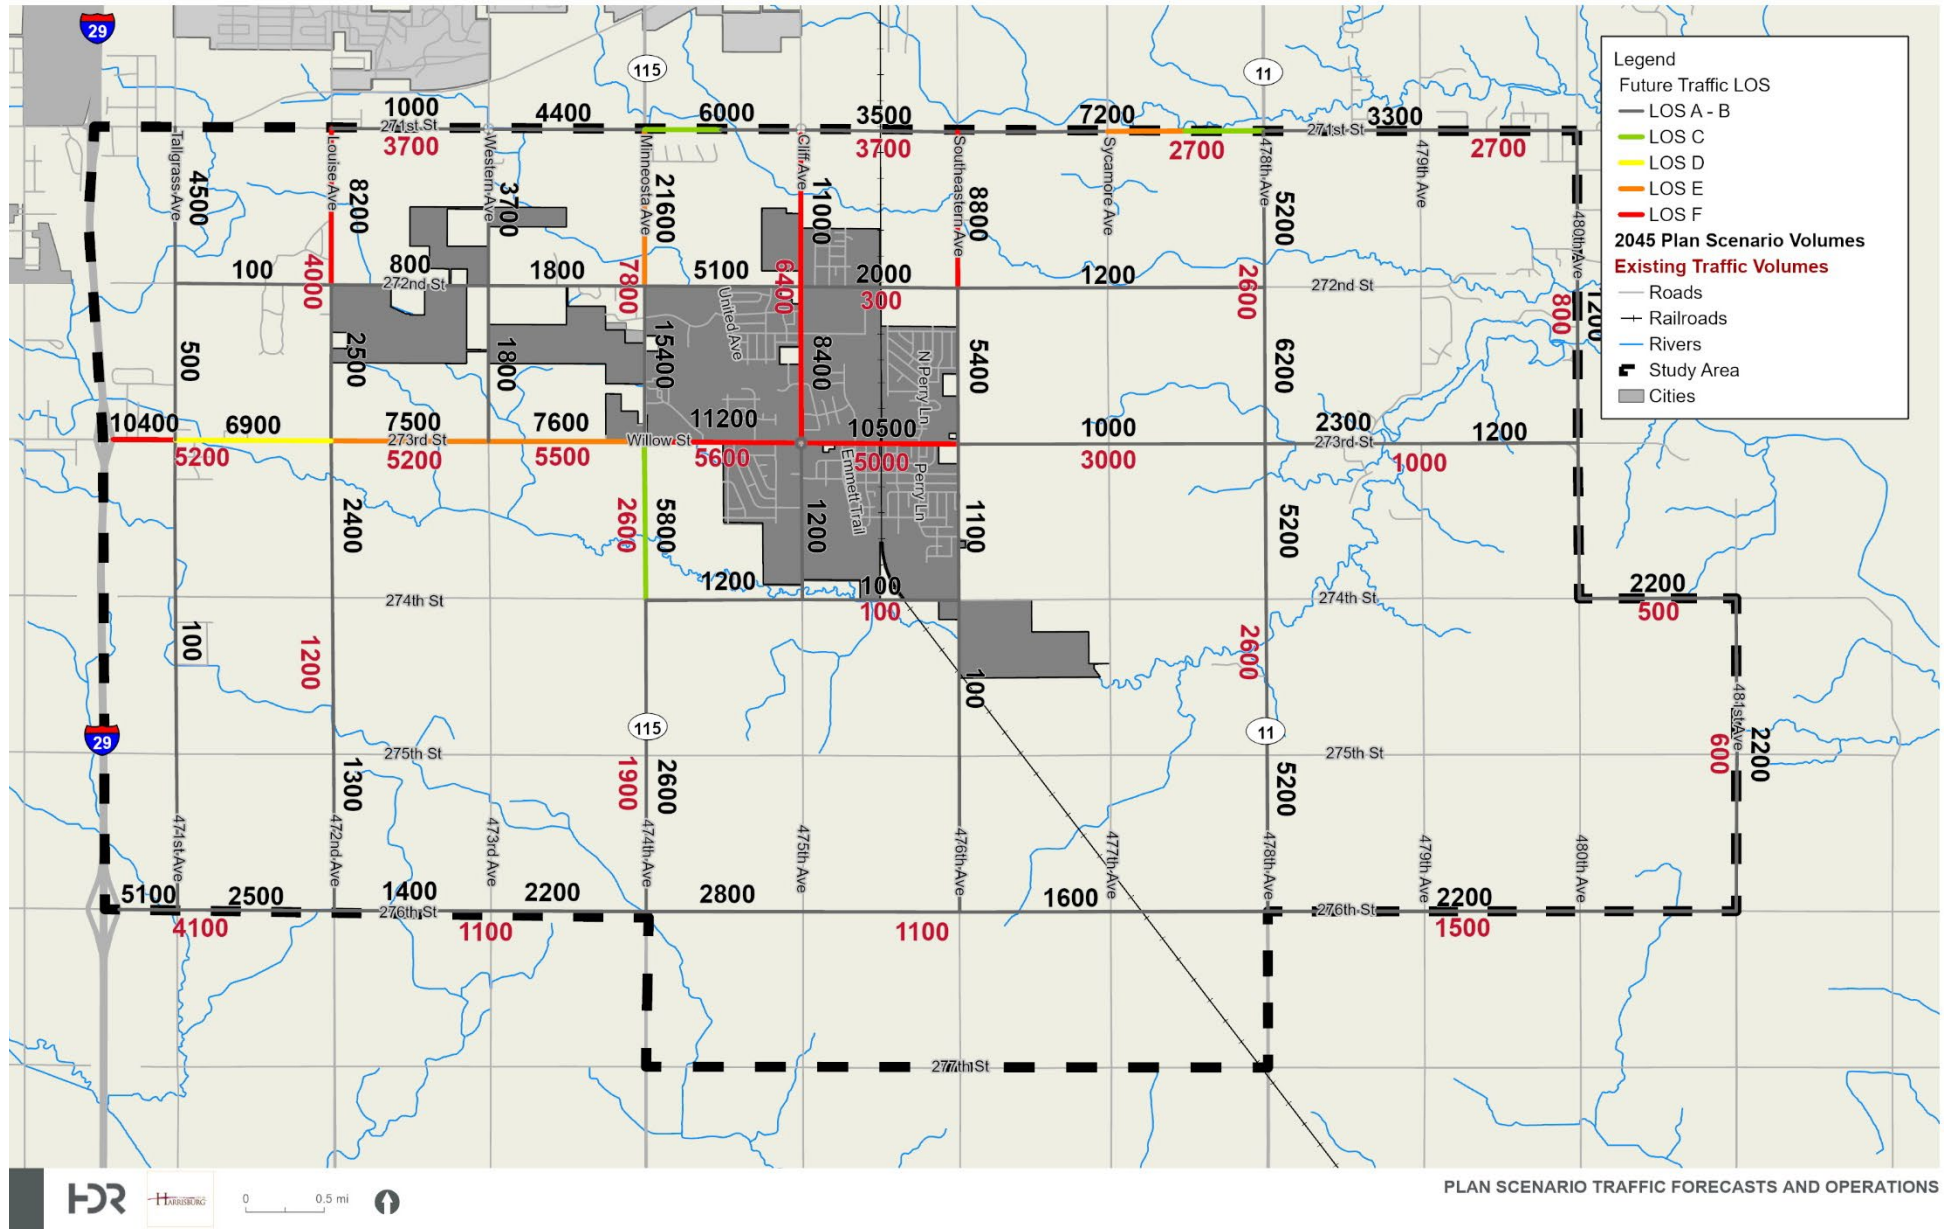 29
115
11
Legend
Future Traffic LOS
LOS A - B
LOS C
LOS D
LOS E
LOS F
2045 Plan Scenario Volumes
Existing Traffic Volumes
Roads
Railroads
Rivers
Study Area
Cities
1000
4400
6000
3500
7200
3300
271st St
271st St
3700
3700
2700
2700
Tallgrass Ave
Louise Ave
Western Ave
Minneosta Ave
Cliff Ave
Southeastern Ave
Sycamore Ave
478th Ave
479th Ave
480th Ave
4500
8200
3700
21600
11000
8800
5200
4000
7800
6400
2600
800
1200
100
800
1800
5100
2000
1200
272nd St
300
272nd St
United Ave
500
2500
1800
15400
8400
N Perry Ln
5400
6200
10400
6900
7500
7600
11200
10500
1000
2300
1200
273rd St
Willow St
273rd St
5200
5200
5500
5600
5000
3000
1000
Emmett Trail
Perry Ln
2400
2600
5800
1200
1100
5200
1200
100
2200
274th St
100
274th St
500
100
1200
2600
100
481st Ave
29
115
11
275th St
275th St
1300
1900
2600
5200
600
2200
471st Ave
472nd Ave
473rd Ave
474th Ave
475th Ave
476th Ave
477th Ave
478th Ave
479th Ave
480th Ave
5100
2500
1400
2200
2800
1600
2200
276th St
276th St
4100
1100
1100
1500
277th St
HDR
HARRISBURG
0
0.5 mi
PLAN SCENARIO TRAFFIC FORECASTS AND OPERATIONS